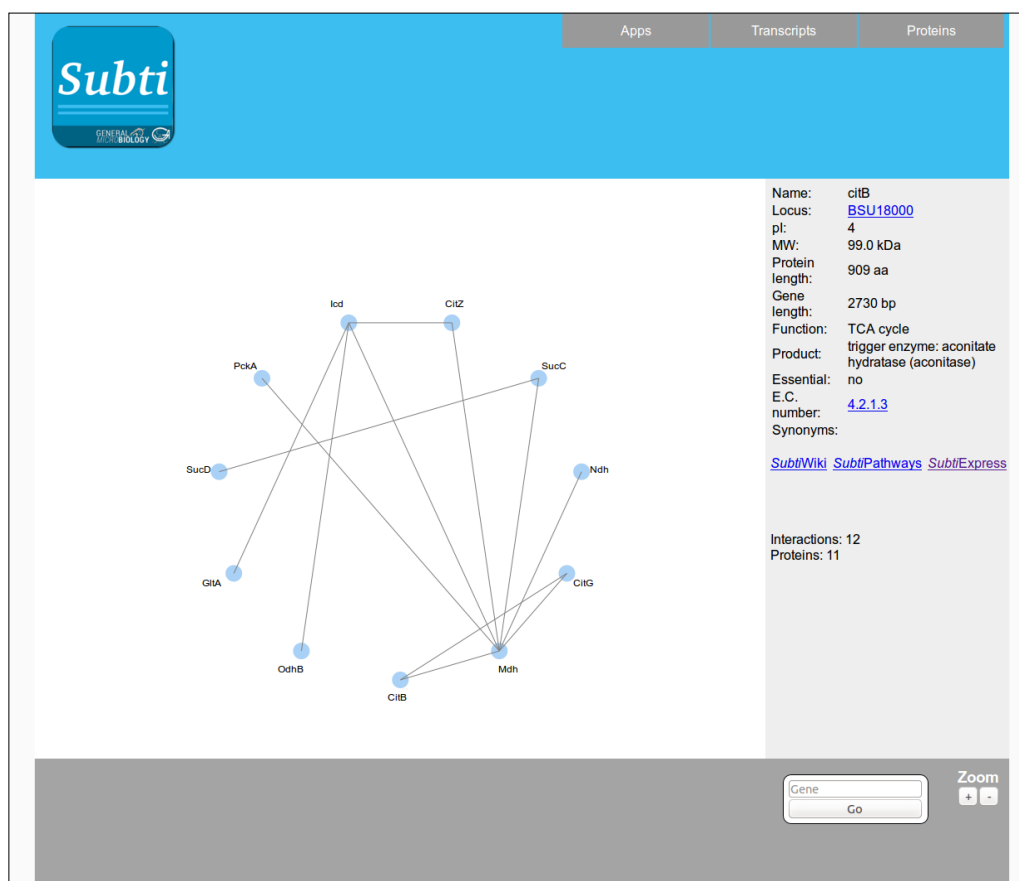 Apps Transcripts Proteins
Subti
GENERAL
MICROBIOLOGY
Name: citB
Locus: BSU18000
pI: 4
MW: 99.0 kDa
Protein length: 909 aa
Gene length: 2730 bp
Function: TCA cycle
Product: trigger enzyme: aconitate
hydratase (aconitase)
Essential: no
E.C. number: 4.2.1.3
Synonyms:
SubtiWiki SubtiPathways SubtiExpress
Interactions: 12
Proteins: 11
Icd CitZ
PckA SucC
SucD Ndh
GltA CitG
OdhB Mdh
CitB
Zoom
Gene
+ -
Go